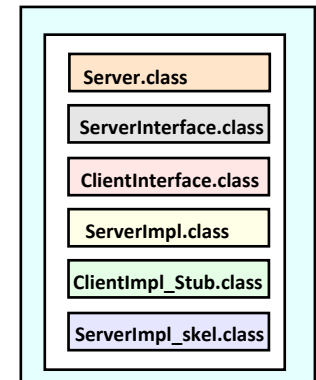 Server.class
ServerInterface.class
ClientInterface.class
ServerImpl.class
ClientImpl_Stub.class
ServerImpl_skel.class